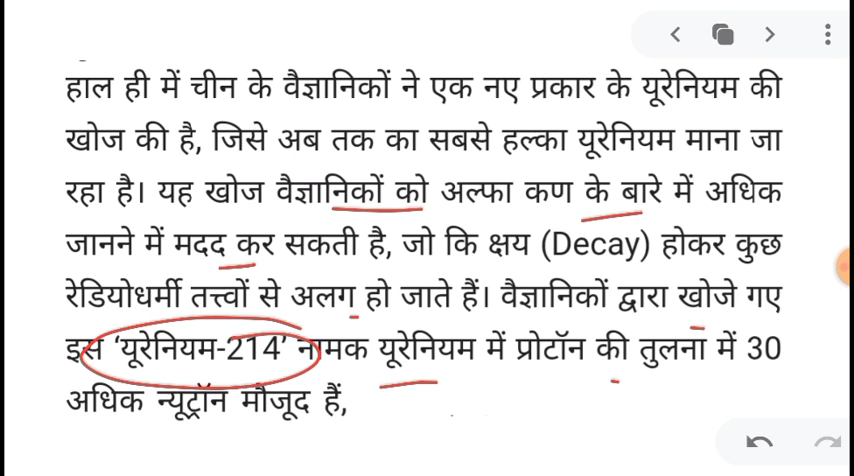 हाल ही में चीन के वैज्ञानिकों ने एक नए प्रकार के यूरेनियम की
खोज की है, जिसे अब तक का सबसे हल्का यूरेनियम माना जा
रहा है। यह खोज वैज्ञानिकों को अल्फा कण के बारे में अधिक
जानने में मदद कर सकती है, जो कि क्षय (Decay) होकर कुछ
रेडियोधर्मी तत्त्वों से अलग हो जाते हैं। वैज्ञानिकों द्वारा खोजे गए
इस ‘यूरेनियम-214’ नामक यूरेनियम में प्रोटॉन की तुलना में 30
अधिक न्यूट्रॉन मौजूद हैं,